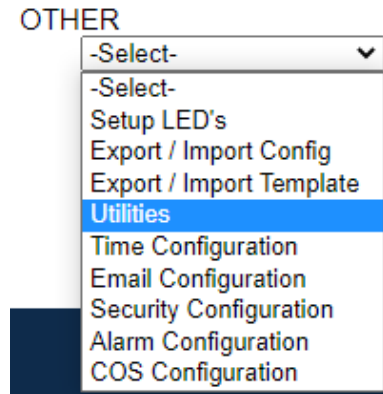 OTHER
-Select-
-Select-
Setup LED's
Export / Import Config
Export / Import Template
Utilities
Time Configuration
Email Configuration
Security Configuration
Alarm Configuration
COS Configuration